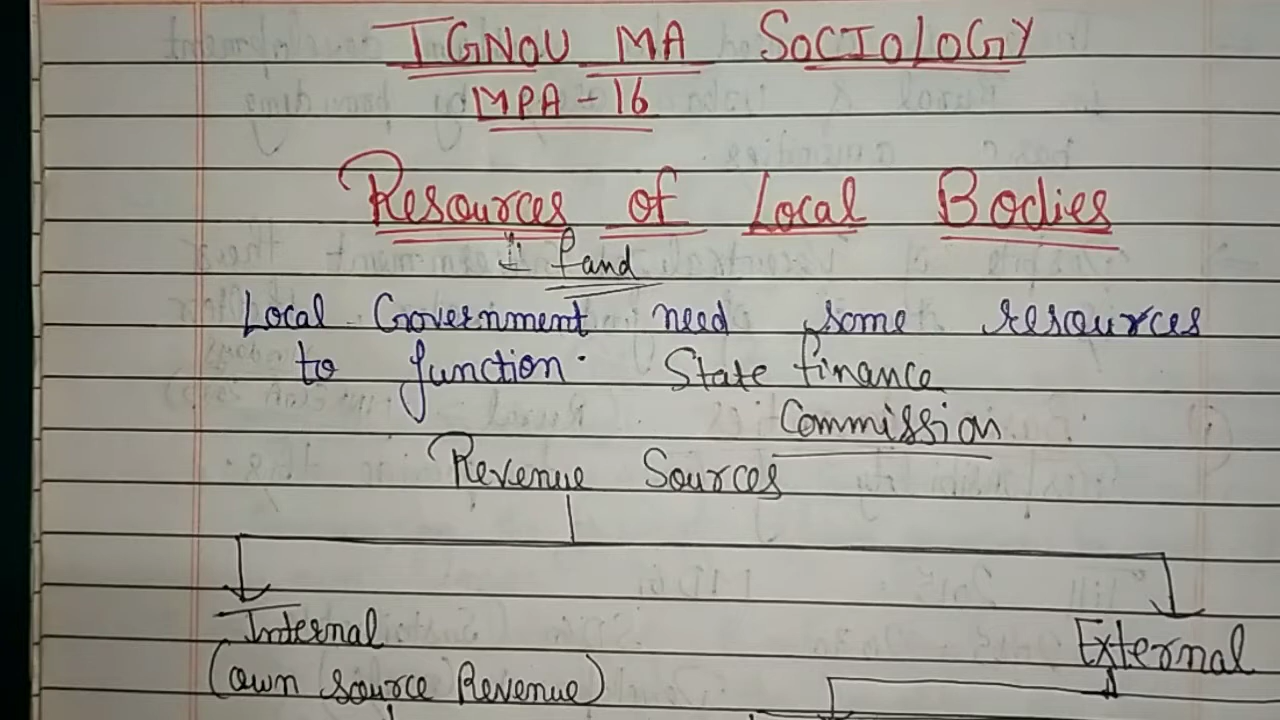 IGNOU MA SOCIOLOGY
MPA-16
Resources of Local Bodies
↓ fand
Local Government need some resources
to function. State finance
Commission
Revenue Sources
Internal
External
(own source Revenue)